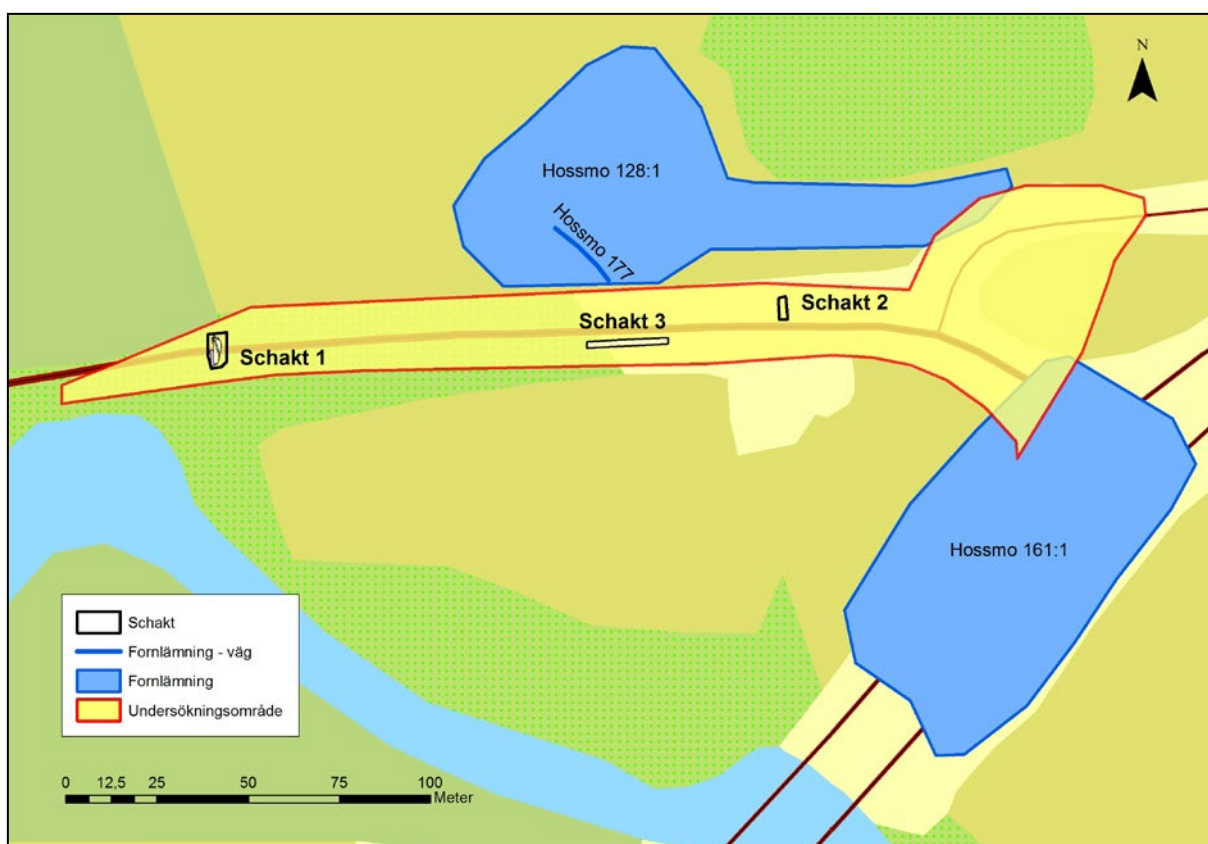 N
Hossmo 128:1
Hossmo 177
Schakt 2
Schakt 3
Schakt 1
Hossmo 161:1
Schakt
Fornlämning - väg
Fornlämning
Undersökningsområde
0 12,5 25 50 75 100
Meter